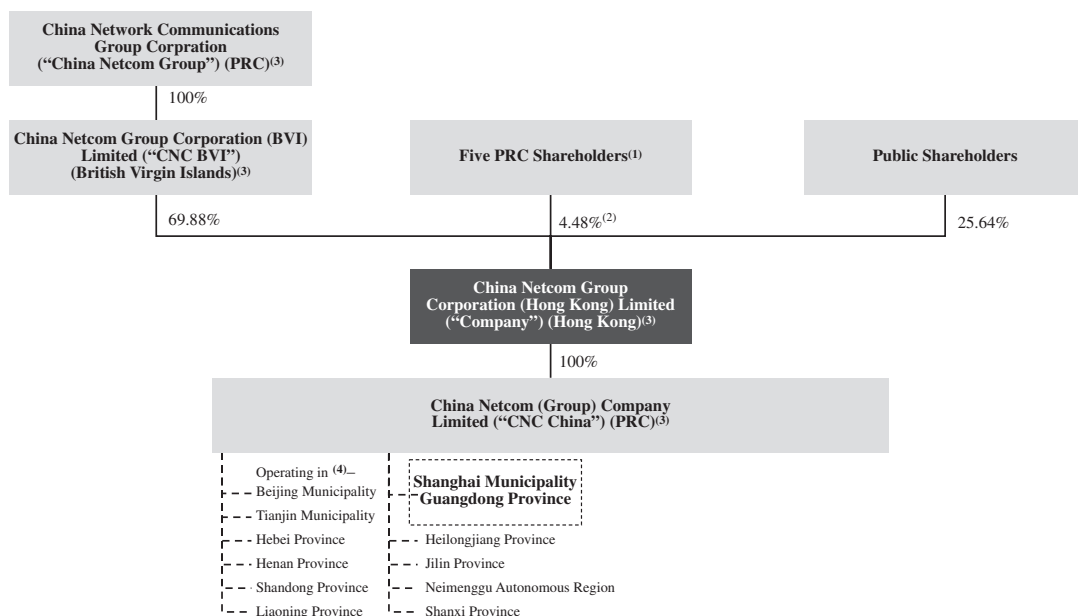 China Network Communications
Group Corpration
(“China Netcom Group”) (PRC)(3)
100%
China Netcom Group Corporation (BVI)
Limited (“CNC BVI”)
(British Virgin Islands)(3)
Five PRC Shareholders(1)
Public Shareholders
69.88%
4.48%(2)
25.64%
China Netcom Group
Corporation (Hong Kong) Limited
(“Company”) (Hong Kong)(3)
100%
China Netcom (Group) Company
Limited (“CNC China”) (PRC)(3)
Operating in (4)–
Beijing Municipality
Tianjin Municipality
Hebei Province
Henan Province
Shandong Province
Liaoning Province
Shanghai Municipality
Guangdong Province
Heilongjiang Province
Jilin Province
Neimenggu Autonomous Region
Shanxi Province